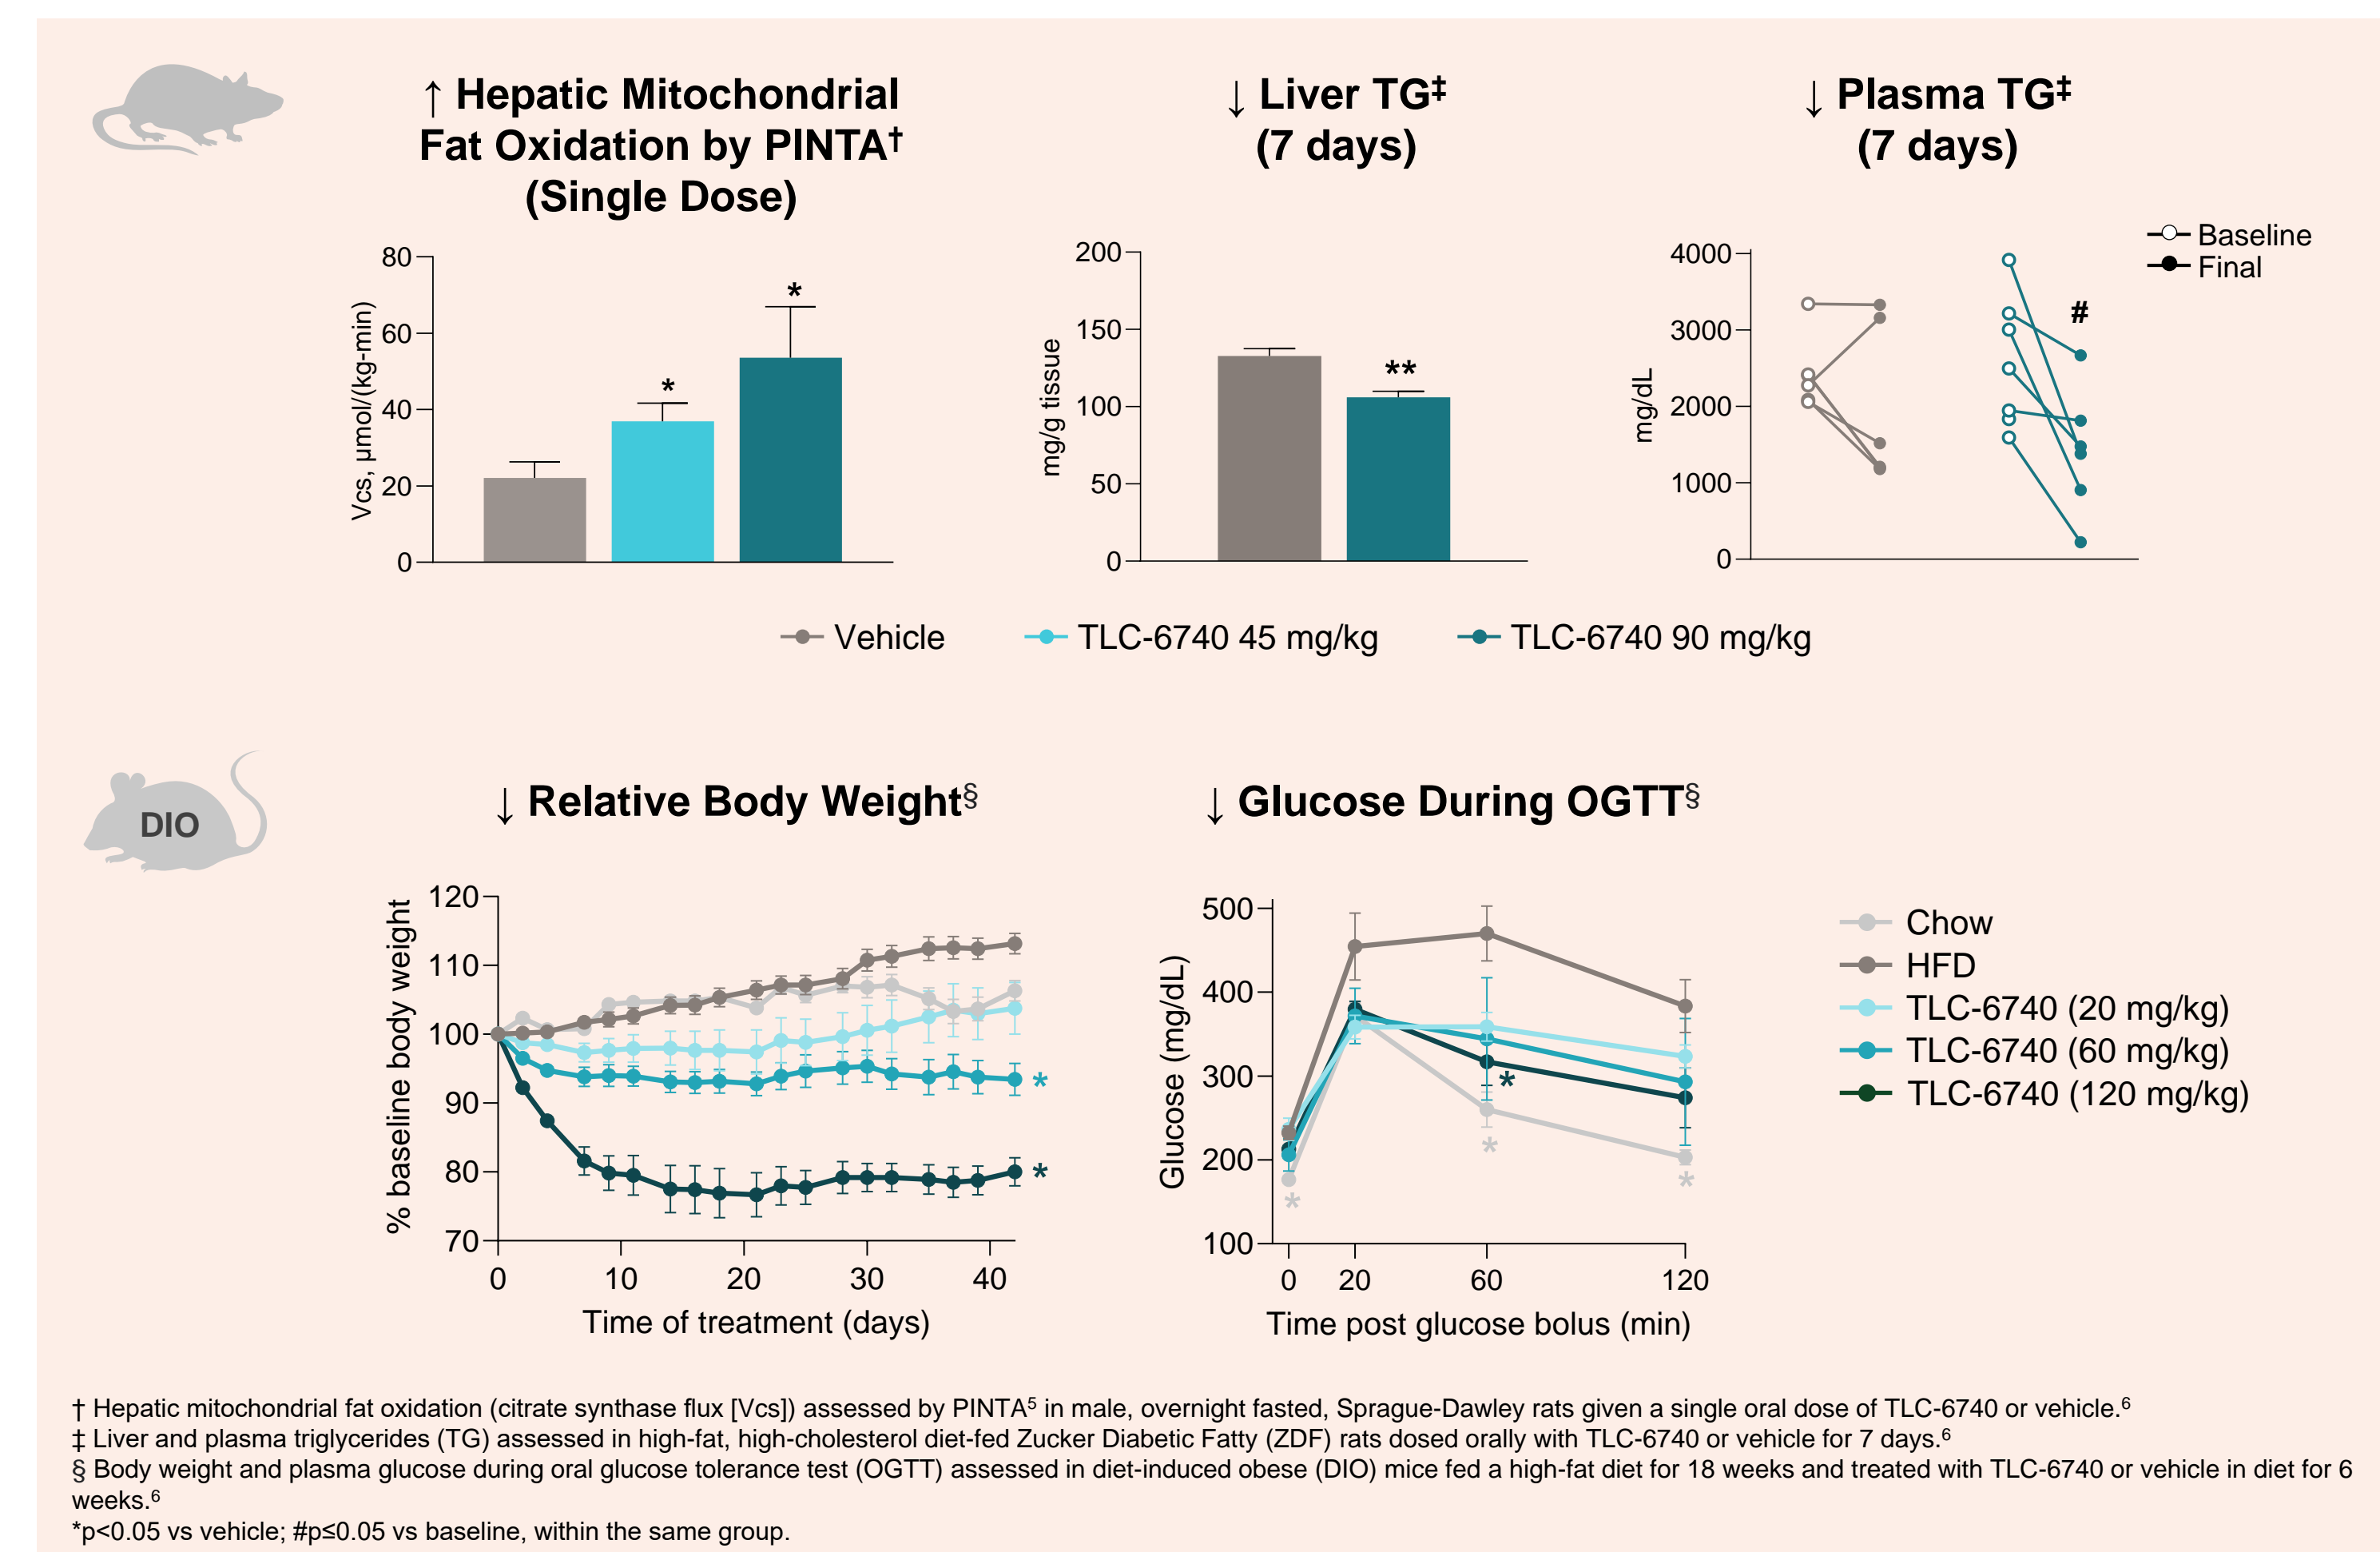 ↑ Hepatic Mitochondrial
Fat Oxidation by PINTA†
(Single Dose)
80
60
40
20
0
Vcs, μmol/(kg-min)
*
*
↓ Liver TG‡
(7 days)
200
150
100
50
0
mg/g tissue
**
↓ Plasma TG‡
(7 days)
4000
3000
2000
1000
0
mg/dL
#
Baseline
Final
Vehicle
TLC-6740 45 mg/kg
TLC-6740 90 mg/kg
DIO
↓ Relative Body Weight§
120
110
100
90
80
70
% baseline body weight
*
*
0 10 20 30 40
Time of treatment (days)
↓ Glucose During OGTT§
500
400
300
200
100
Glucose (mg/dL)
*
*
*
*
0 20 60 120
Time post glucose bolus (min)
Chow
HFD
TLC-6740 (20 mg/kg)
TLC-6740 (60 mg/kg)
TLC-6740 (120 mg/kg)
† Hepatic mitochondrial fat oxidation (citrate synthase flux [Vcs]) assessed by PINTA⁵ in male, overnight fasted, Sprague-Dawley rats given a single oral dose of TLC-6740 or vehicle.⁶
‡ Liver and plasma triglycerides (TG) assessed in high-fat, high-cholesterol diet-fed Zucker Diabetic Fatty (ZDF) rats dosed orally with TLC-6740 or vehicle for 7 days.⁶
§ Body weight and plasma glucose during oral glucose tolerance test (OGTT) assessed in diet-induced obese (DIO) mice fed a high-fat diet for 18 weeks and treated with TLC-6740 or vehicle in diet for 6
weeks.⁶
*p<0.05 vs vehicle; #p≤0.05 vs baseline, within the same group.